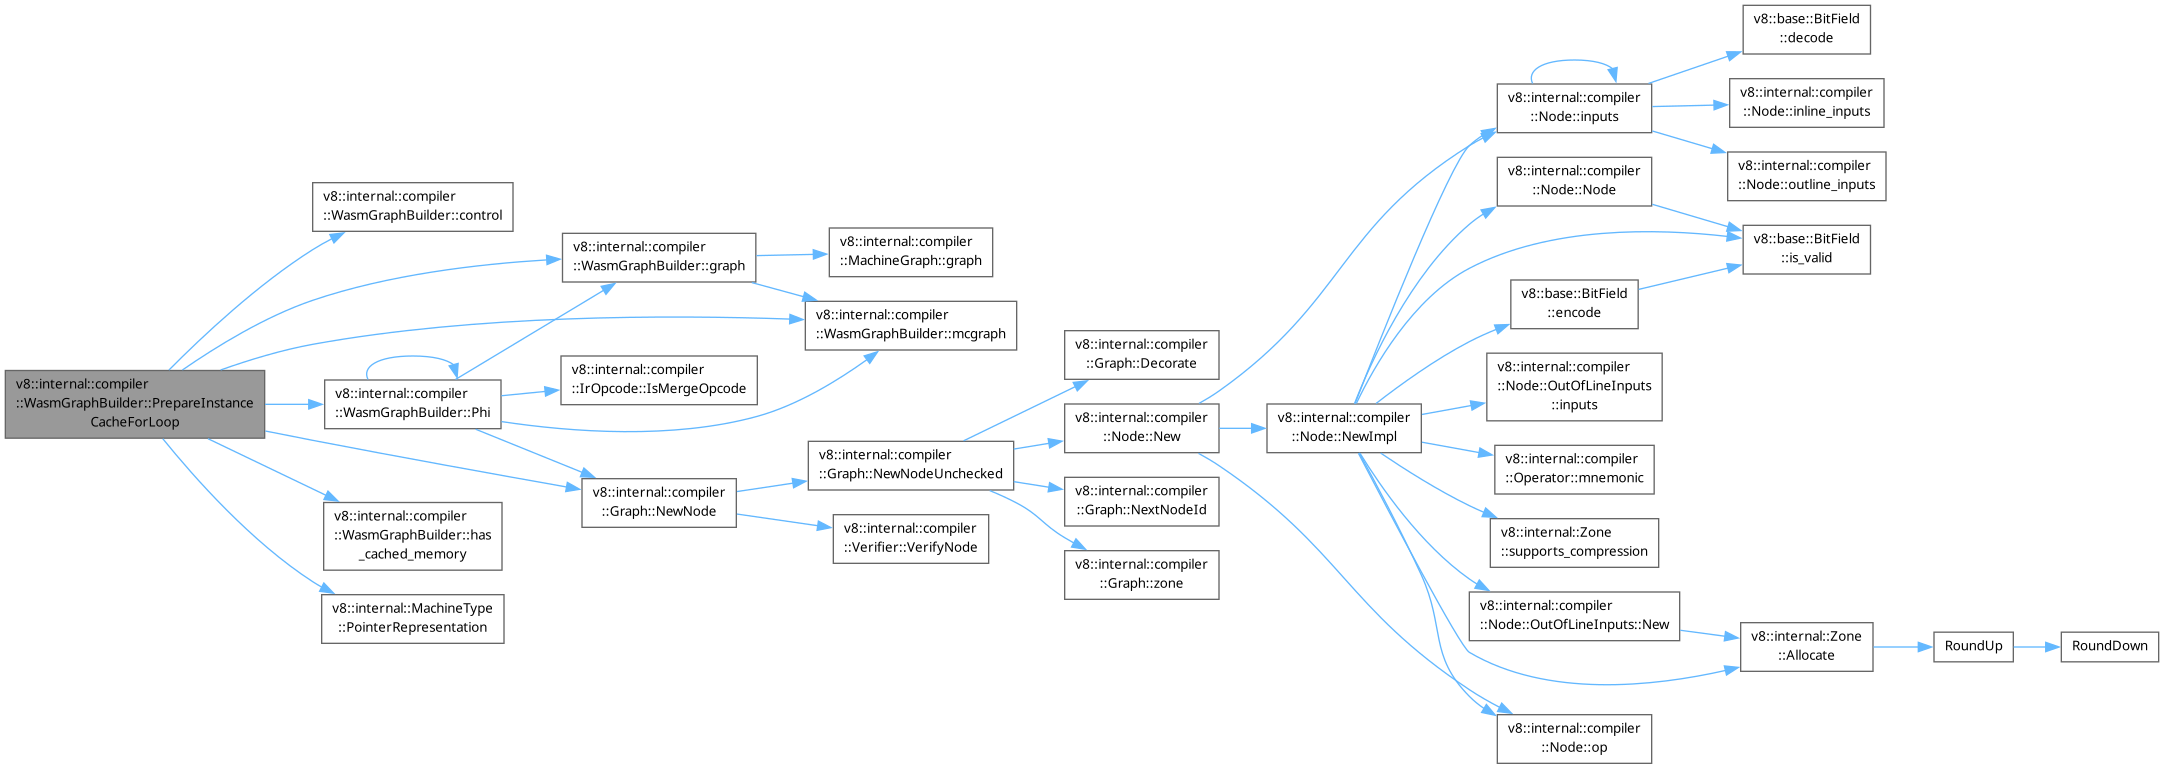 v8::internal::compiler
::WasmGraphBuilder::PrepareInstance
CacheForLoop
v8::internal::compiler
::WasmGraphBuilder::control
v8::internal::compiler
::WasmGraphBuilder::graph
v8::internal::compiler
::MachineGraph::graph
v8::internal::compiler
::WasmGraphBuilder::mcgraph
v8::internal::compiler
::WasmGraphBuilder::Phi
v8::internal::compiler
::IrOpcode::IsMergeOpcode
v8::internal::compiler
::Graph::NewNode
v8::internal::compiler
::WasmGraphBuilder::has
_cached_memory
v8::internal::MachineType
::PointerRepresentation
v8::internal::compiler
::Graph::NewNodeUnchecked
v8::internal::compiler
::Verifier::VerifyNode
v8::internal::compiler
::Graph::Decorate
v8::internal::compiler
::Node::New
v8::internal::compiler
::Graph::NextNodeId
v8::internal::compiler
::Graph::zone
v8::internal::compiler
::Node::NewImpl
v8::internal::compiler
::Node::inputs
v8::base::BitField
::decode
v8::internal::compiler
::Node::inline_inputs
v8::internal::compiler
::Node::outline_inputs
v8::internal::compiler
::Node::Node
v8::base::BitField
::is_valid
v8::base::BitField
::encode
v8::internal::compiler
::Node::OutOfLineInputs
::inputs
v8::internal::compiler
::Operator::mnemonic
v8::internal::Zone
::supports_compression
v8::internal::compiler
::Node::OutOfLineInputs::New
v8::internal::Zone
::Allocate
RoundUp
RoundDown
v8::internal::compiler
::Node::op